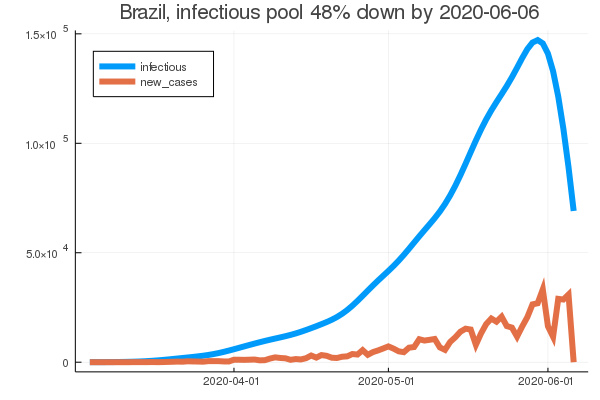 Brazil, infectious pool 48% down by 2020-06-06
1.5×10⁵
infectious
new_cases
1.0×10⁵
5.0×10⁴
0
2020-04-01 2020-05-01 2020-06-01